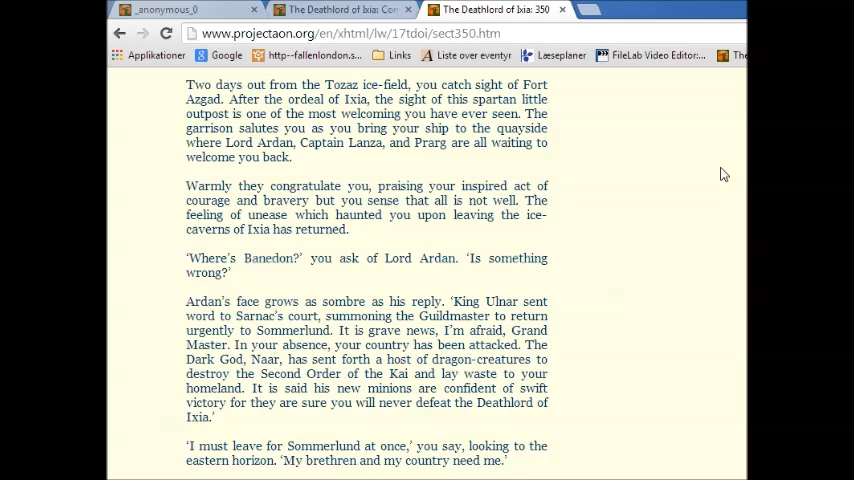 _anonymous_0
The Deathlord of Ixia: Con
The Deathlord of Ixia: 350
www.projectaon.org/en/xhtml/lw/17tdoi/sect350.htm
Applikationer
Google
http--fallenlondon.s...
Links
Liste over eventyr
Læseplaner
FileLab Video Editor:...
The
Two days out from the Tozaz ice-field, you catch sight of Fort
Azgad. After the ordeal of Ixia, the sight of this spartan little
outpost is one of the most welcoming you have ever seen. The
garrison salutes you as you bring your ship to the quayside
where Lord Ardan, Captain Lanza, and Prarg are all waiting to
welcome you back.
Warmly they congratulate you, praising your inspired act of
courage and bravery but you sense that all is not well. The
feeling of unease which haunted you upon leaving the ice-
caverns of Ixia has returned.
‘Where’s Banedon?’ you ask of Lord Ardan. ‘Is something
wrong?’
Ardan’s face grows as sombre as his reply. ‘King Ulnar sent
word to Sarnac’s court, summoning the Guildmaster to return
urgently to Sommerlund. It is grave news, I’m afraid, Grand
Master. In your absence, your country has been attacked. The
Dark God, Naar, has sent forth a host of dragon-creatures to
destroy the Second Order of the Kai and lay waste to your
homeland. It is said his new minions are confident of swift
victory for they are sure you will never defeat the Deathlord of
Ixia.’
‘I must leave for Sommerlund at once,’ you say, looking to the
eastern horizon. ‘My brethren and my country need me.’